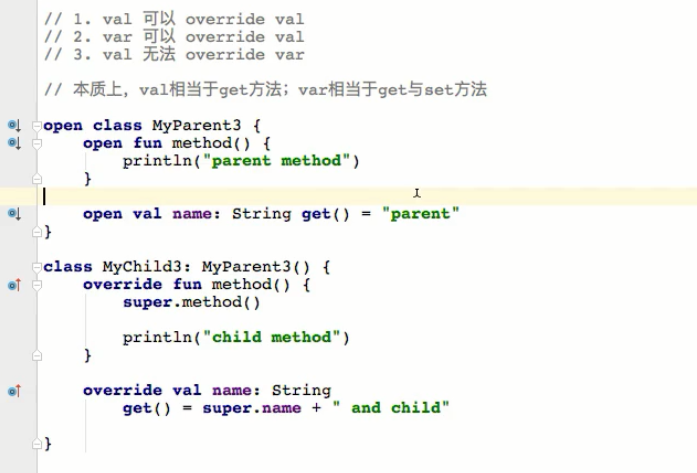 // 1. val 可以 override val
// 2. var 可以 override val
// 3. val 无法 override var
// 本质上，val相当于get方法；var相当于get与set方法
open class MyParent3 {
    open fun method() {
        println("parent method")
    }
    open val name: String get() = "parent"
}
class MyChild3: MyParent3() {
    override fun method() {
        super.method()
        println("child method")
    }
    override val name: String
        get() = super.name + " and child"
}